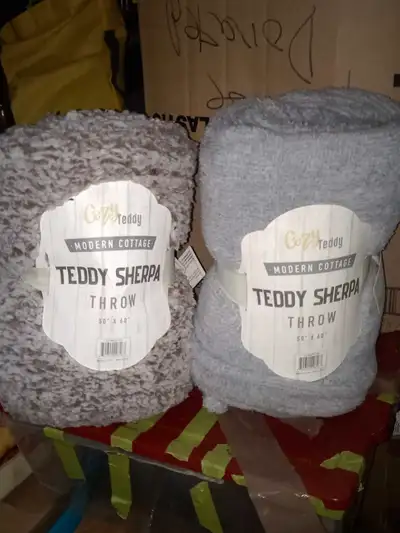 Cozy
Teddy
MODERN COTTAGE
TEDDY SHERPA
THROW
Cozy
Teddy
MODERN COTTAGE
TEDDY SHERPA
THROW